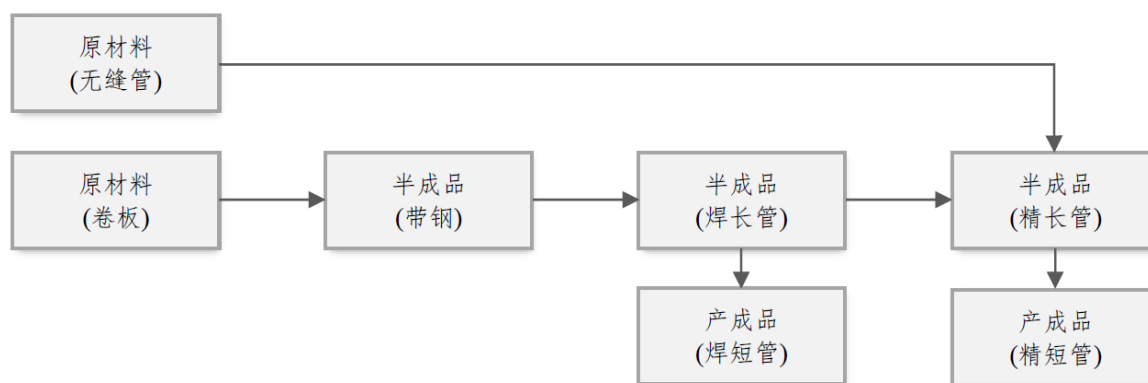 原材料
(无缝管)
原材料
(卷板)
半成品
(带钢)
半成品
(焊长管)
半成品
(精长管)
产成品
(焊短管)
产成品
(精短管)